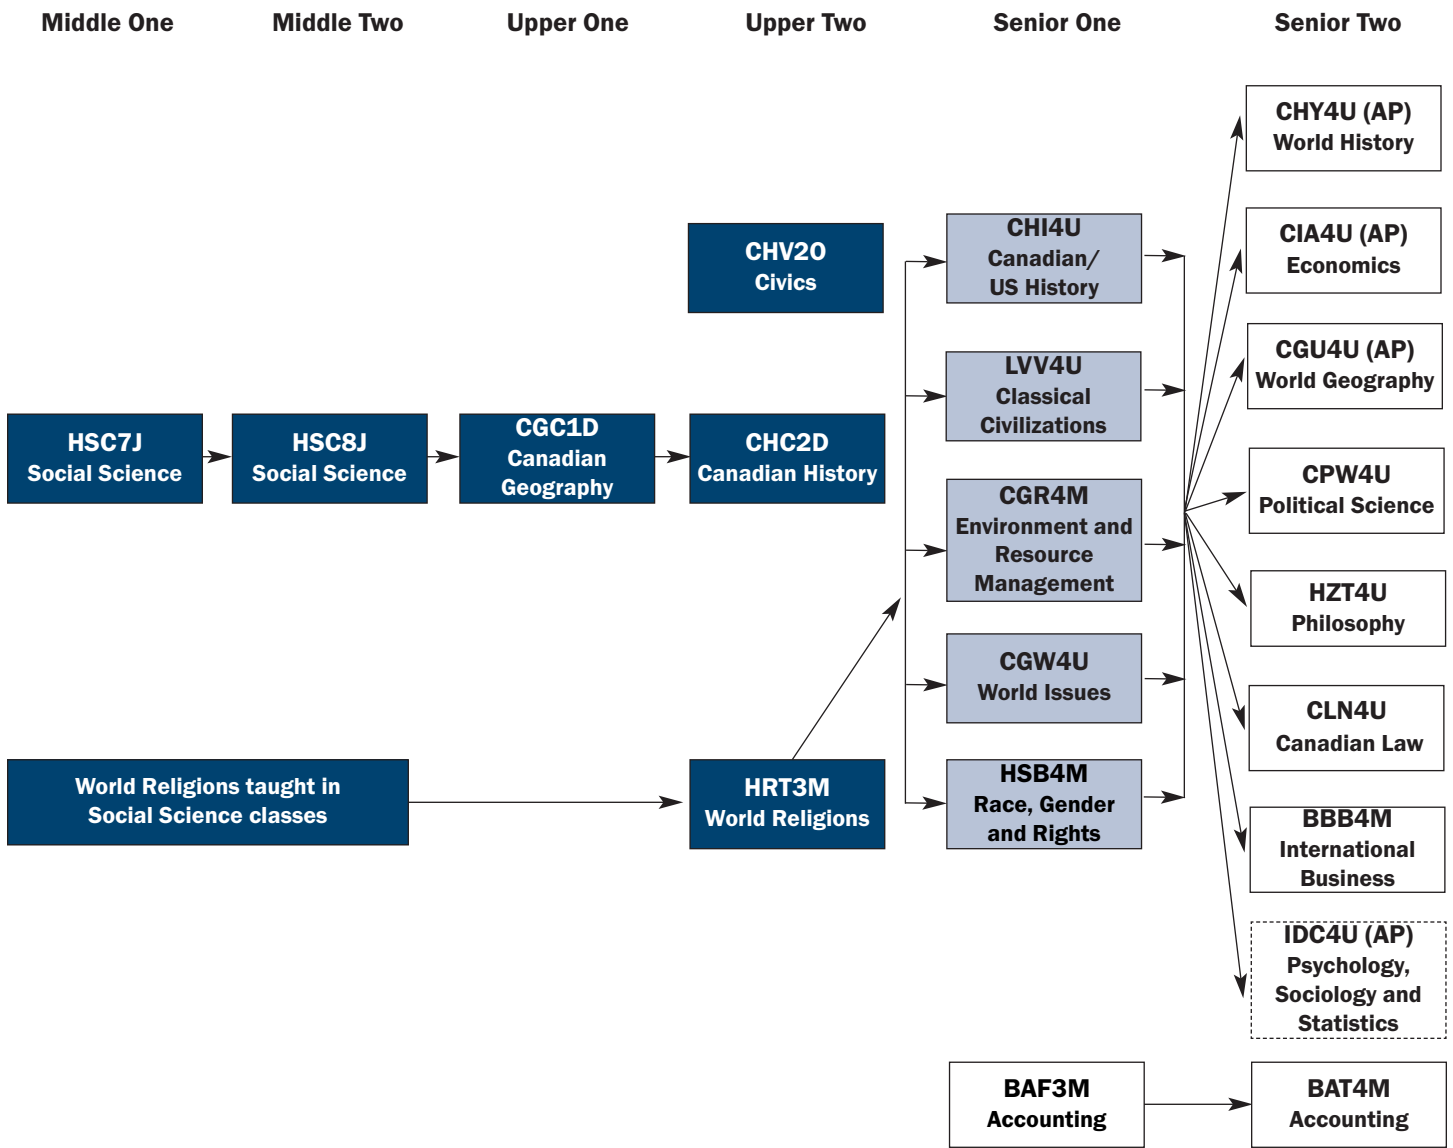 Middle One
Middle Two
Upper One
Upper Two
Senior One
Senior Two
HSC7J
Social Science
HSC8J
Social Science
CGC1D
Canadian
Geography
CHV2O
Civics
CHC2D
Canadian History
World Religions taught in
Social Science classes
HRT3M
World Religions
CHI4U
Canadian/
US History
LVV4U
Classical
Civilizations
CGR4M
Environment and
Resource
Management
CGW4U
World Issues
HSB4M
Race, Gender
and Rights
BAF3M
Accounting
CHY4U (AP)
World History
CIA4U (AP)
Economics
CGU4U (AP)
World Geography
CPW4U
Political Science
HZT4U
Philosophy
CLN4U
Canadian Law
BBB4M
International
Business
IDC4U (AP)
Psychology,
Sociology and
Statistics
BAT4M
Accounting